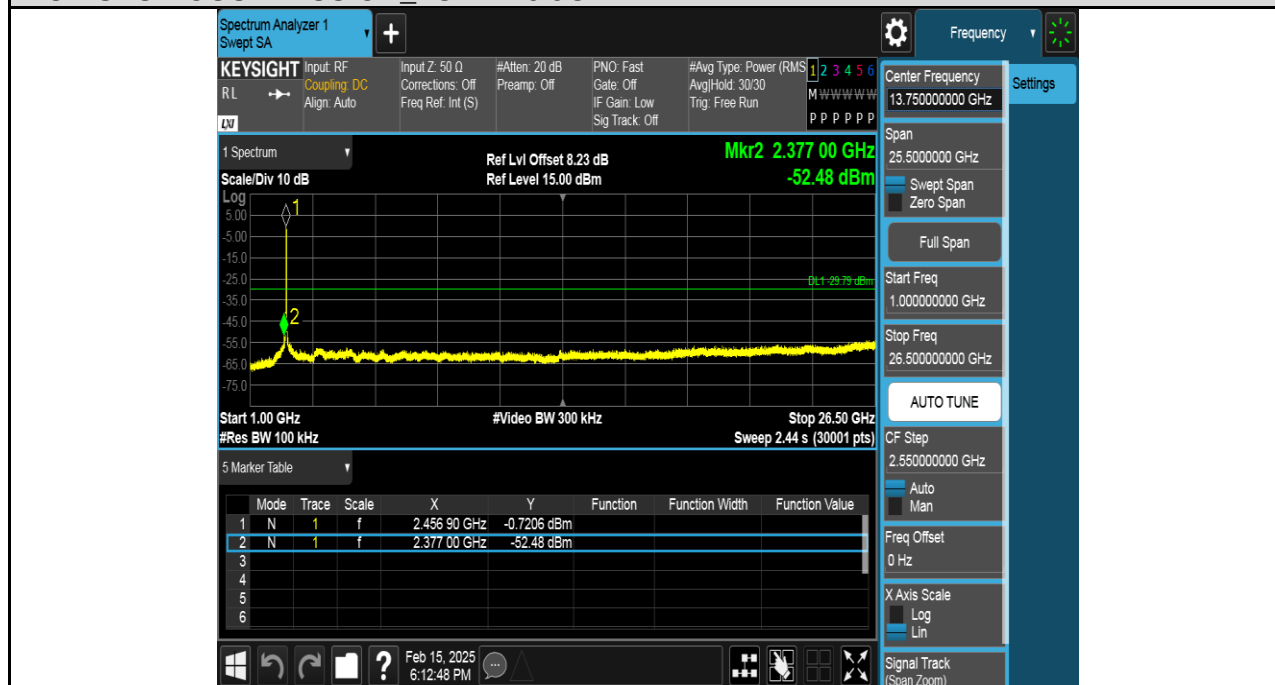 Spectrum Analyzer 1
Swept SA
+
Frequency
KEYSIGHT
RL
LXI
Input: RF
Coupling: DC
Align: Auto
Input Z: 50 Ω
Corrections: Off
Freq Ref: Int (S)
#Atten: 20 dB
Preamp: Off
PNO: Fast
Gate: Off
IF Gain: Low
Sig Track: Off
#Avg Type: Power (RMS
Avg|Hold: 30/30
Trig: Free Run
1 2 3 4 5 6
M W W W W W
P P P P P P
Center Frequency
13.750000000 GHz
Settings
Span
25.5000000 GHz
Swept Span
Zero Span
Full Span
Start Freq
1.000000000 GHz
Stop Freq
26.500000000 GHz
AUTO TUNE
CF Step
2.550000000 GHz
Auto
Man
Freq Offset
0 Hz
X Axis Scale
Log
Lin
Signal Track
(Span Zoom)
1 Spectrum
Scale/Div 10 dB
Ref Lvl Offset 8.23 dB
Ref Level 15.00 dBm
Mkr2 2.377 00 GHz
-52.48 dBm
Log
5.00
-5.00
-15.0
-25.0
-35.0
-45.0
-55.0
-65.0
-75.0
1
2
DL1 -29.79 dBm
Start 1.00 GHz
#Video BW 300 kHz
Stop 26.50 GHz
#Res BW 100 kHz
Sweep 2.44 s (30001 pts)
5 Marker Table
Mode Trace Scale X Y Function Function Width Function Value
1 N 1 f 2.456 90 GHz -0.7206 dBm
2 N 1 f 2.377 00 GHz -52.48 dBm
3
4
5
6
?
Feb 15, 2025
6:12:48 PM